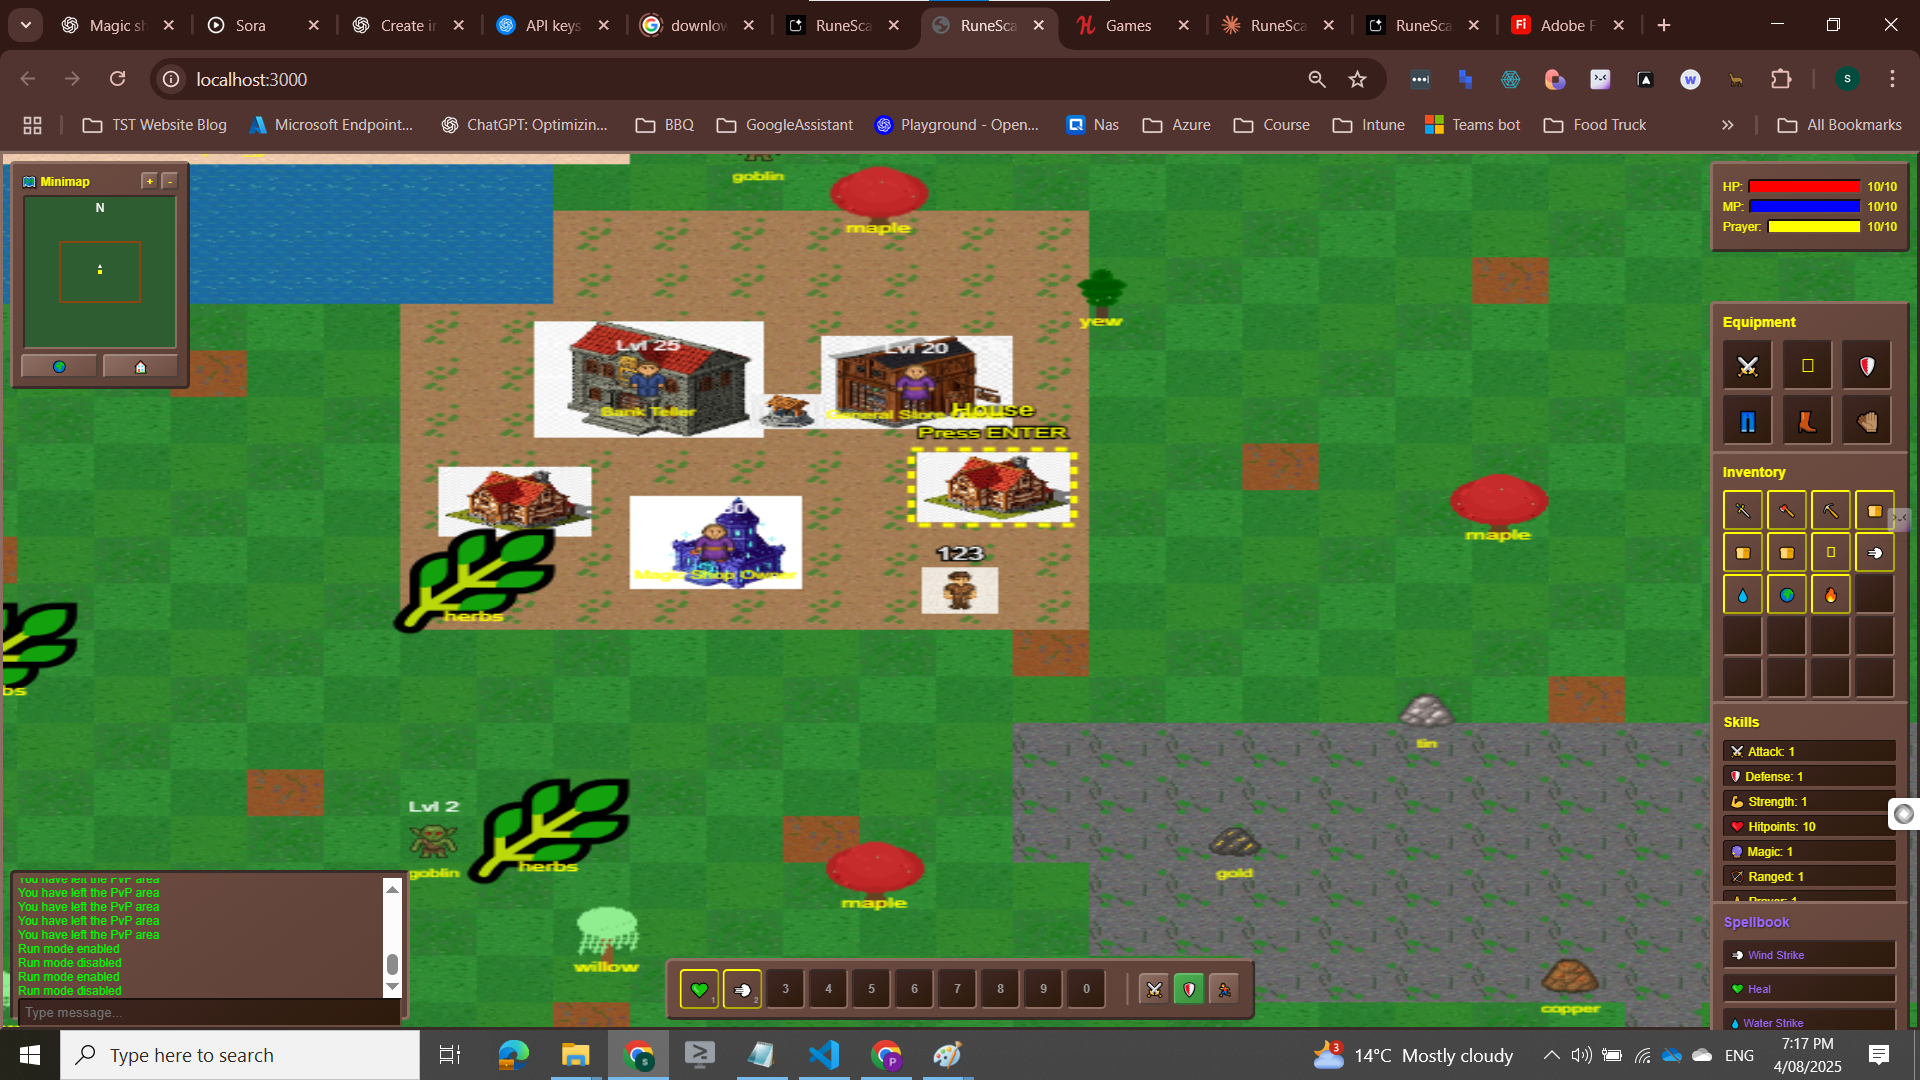 Magic sh
Sora
Create in
API keys
downlow
RuneSca
RuneSca
Games
RuneSca
RuneSca
Adobe F
localhost:3000
S
TST Website Blog
Microsoft Endpoint...
ChatGPT: Optimizin...
BBQ
GoogleAssistant
Playground - Open...
Nas
Azure
Course
Intune
Teams bot
Food Truck
All Bookmarks
Minimap
+
-
N
goblin
maple
yew
HP: 10/10
MP: 10/10
Prayer: 10/10
Equipment
Lvl 25
Bank Teller
Lvl 20
General Store
House
Press ENTER
Magic Shop Owner
123
herbs
maple
Inventory
tin
Skills
Attack: 1
Defense: 1
Strength: 1
Hitpoints: 10
Magic: 1
Ranged: 1
Prayer: 1
Spellbook
Wind Strike
Heal
Water Strike
Lvl 2
goblin
herbs
maple
gold
willow
copper
You have left the PvP area
You have left the PvP area
You have left the PvP area
You have left the PvP area
You have left the PvP area
Run mode enabled
Run mode disabled
Run mode enabled
Run mode disabled
Type message...
1 2 3 4 5 6 7 8 9 0
Type here to search
3
14°C Mostly cloudy
ENG
7:17 PM
4/08/2025